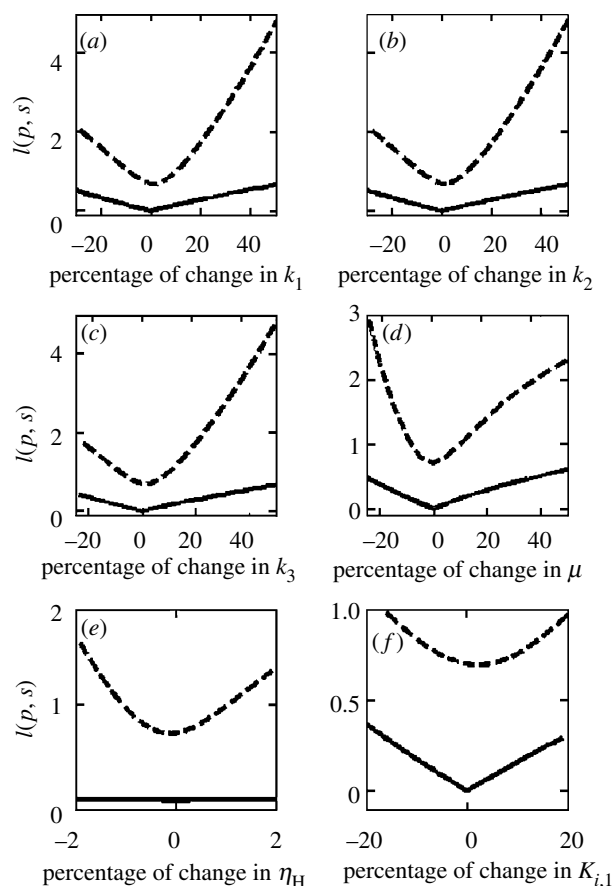 (a) (b)
4 4
l(p, s)
2 2
0 0
–20 0 20 40 –20 0 20 40
percentage of change in k1 percentage of change in k2
(c) 3 (d)
4
l(p, s)
2
2 1
0 0
–20 0 20 40 –20 0 20 40
percentage of change in k3 percentage of change in μ
2 1.0
(e) (f)
l(p, s)
1 0.5
0 0
-2 0 2 -20 0 20
percentage of change in ηH percentage of change in Ki,1